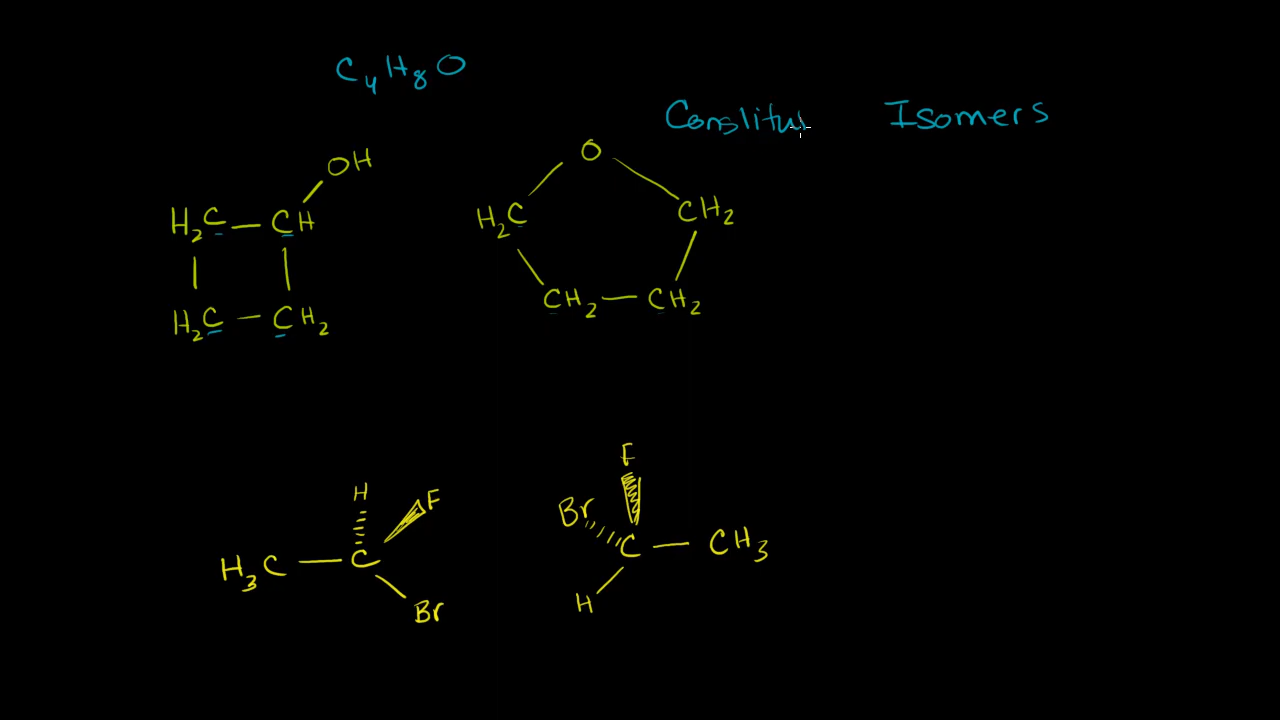 C4H8O
Constitu Isomers
OH
O
H2C CH
H2C CH2
H2C CH2
CH2 CH2
F
H F
Br
H3C C
C CH3
Br
H